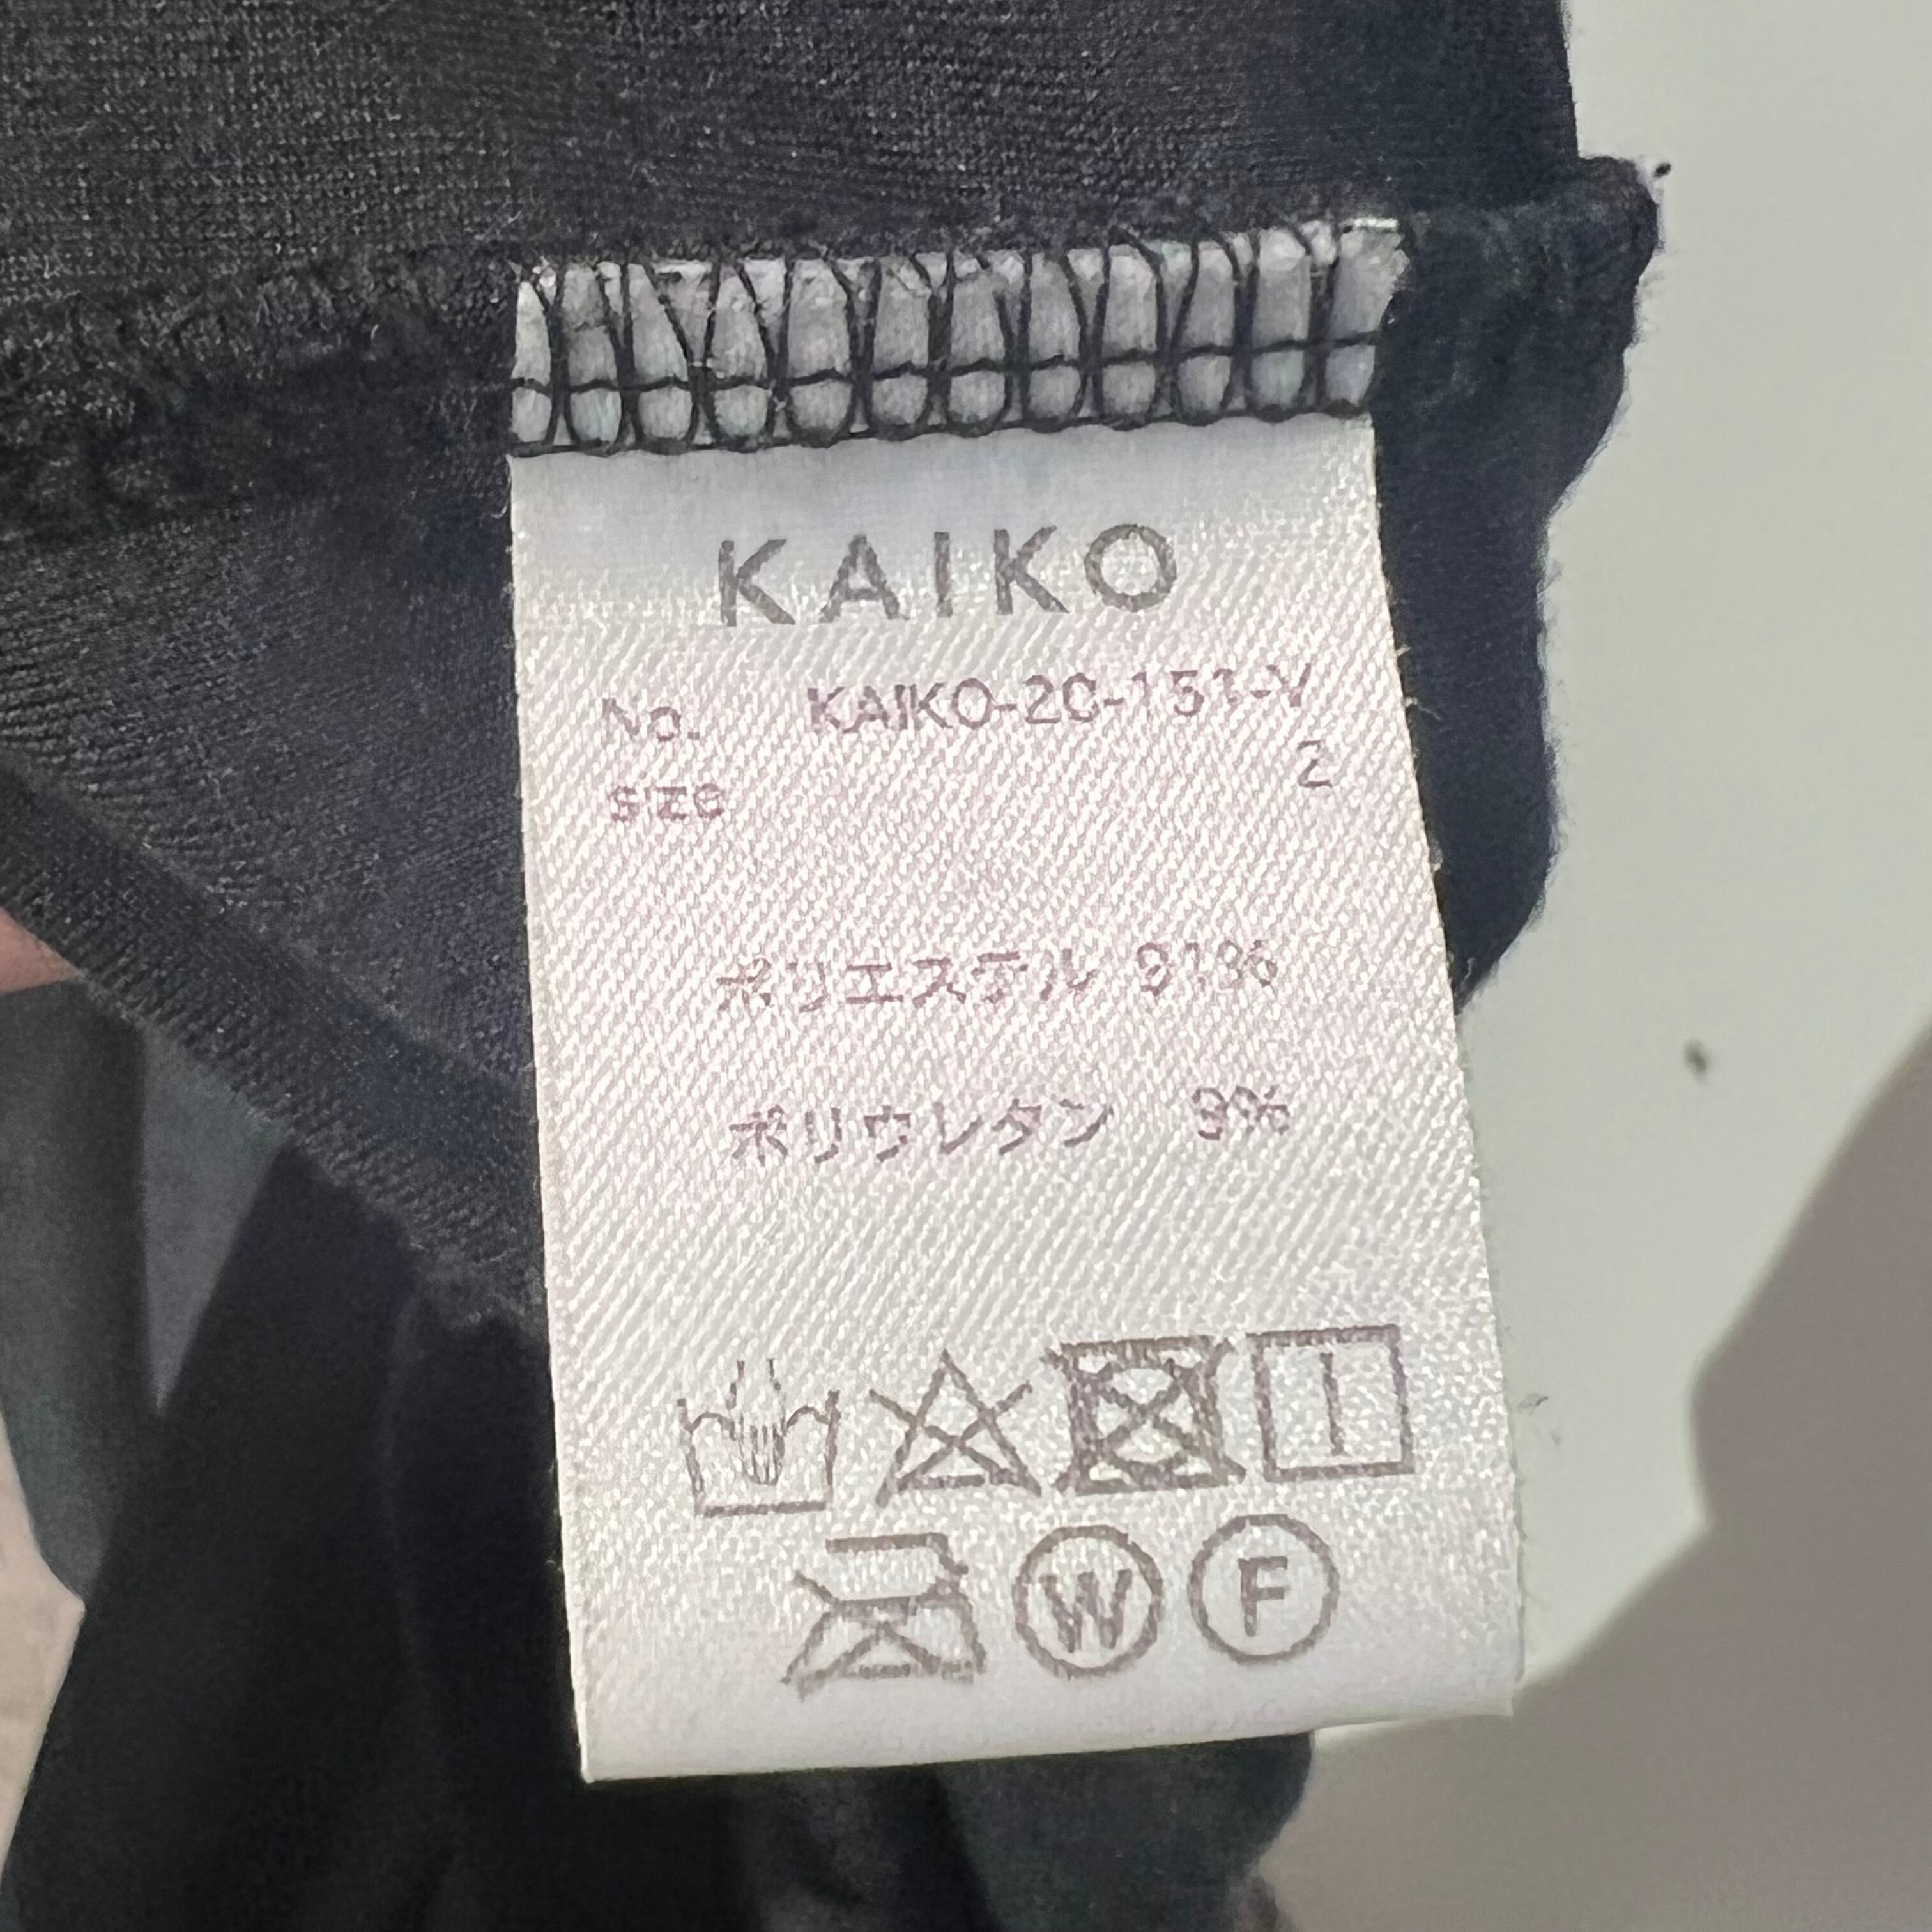 KAIKO
No. KAIKO-20-151-V
size 2
ポリエステル 91%
ポリウレタン 9%
W F